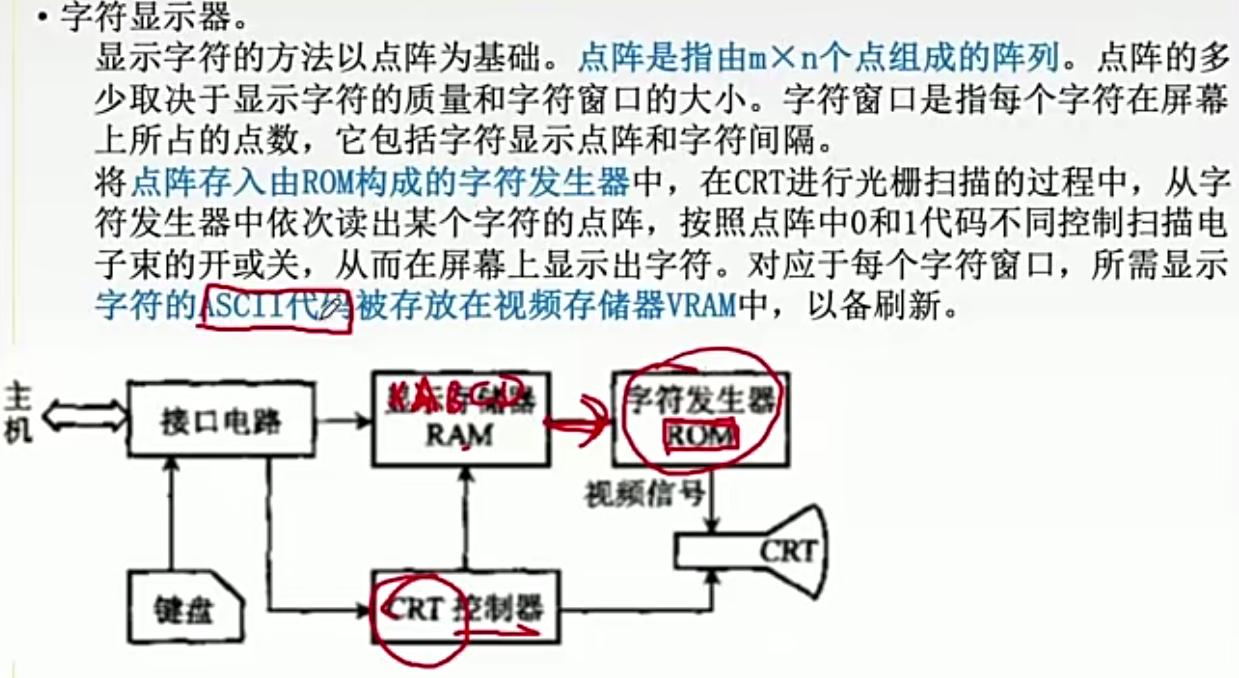 • 字符显示器。
显示字符的方法以点阵为基础。点阵是指由m×n个点组成的阵列。点阵的多
少取决于显示字符的质量和字符窗口的大小。字符窗口是指每个字符在屏幕
上所占的点数，它包括字符显示点阵和字符间隔。
将点阵存入由ROM构成的字符发生器中，在CRT进行光栅扫描的过程中，从字
符发生器中依次读出某个字符的点阵，按照点阵中0和1代码不同控制扫描电
子束的开或关，从而在屏幕上显示出字符。对应于每个字符窗口，所需显示
字符的ASCII代码被存放在视频存储器VRAM中，以备刷新。
主机
接口电路
显示存储器
RAM
ABCD
字符发生器
ROM
视频信号
CRT
键盘
CRT 控制器